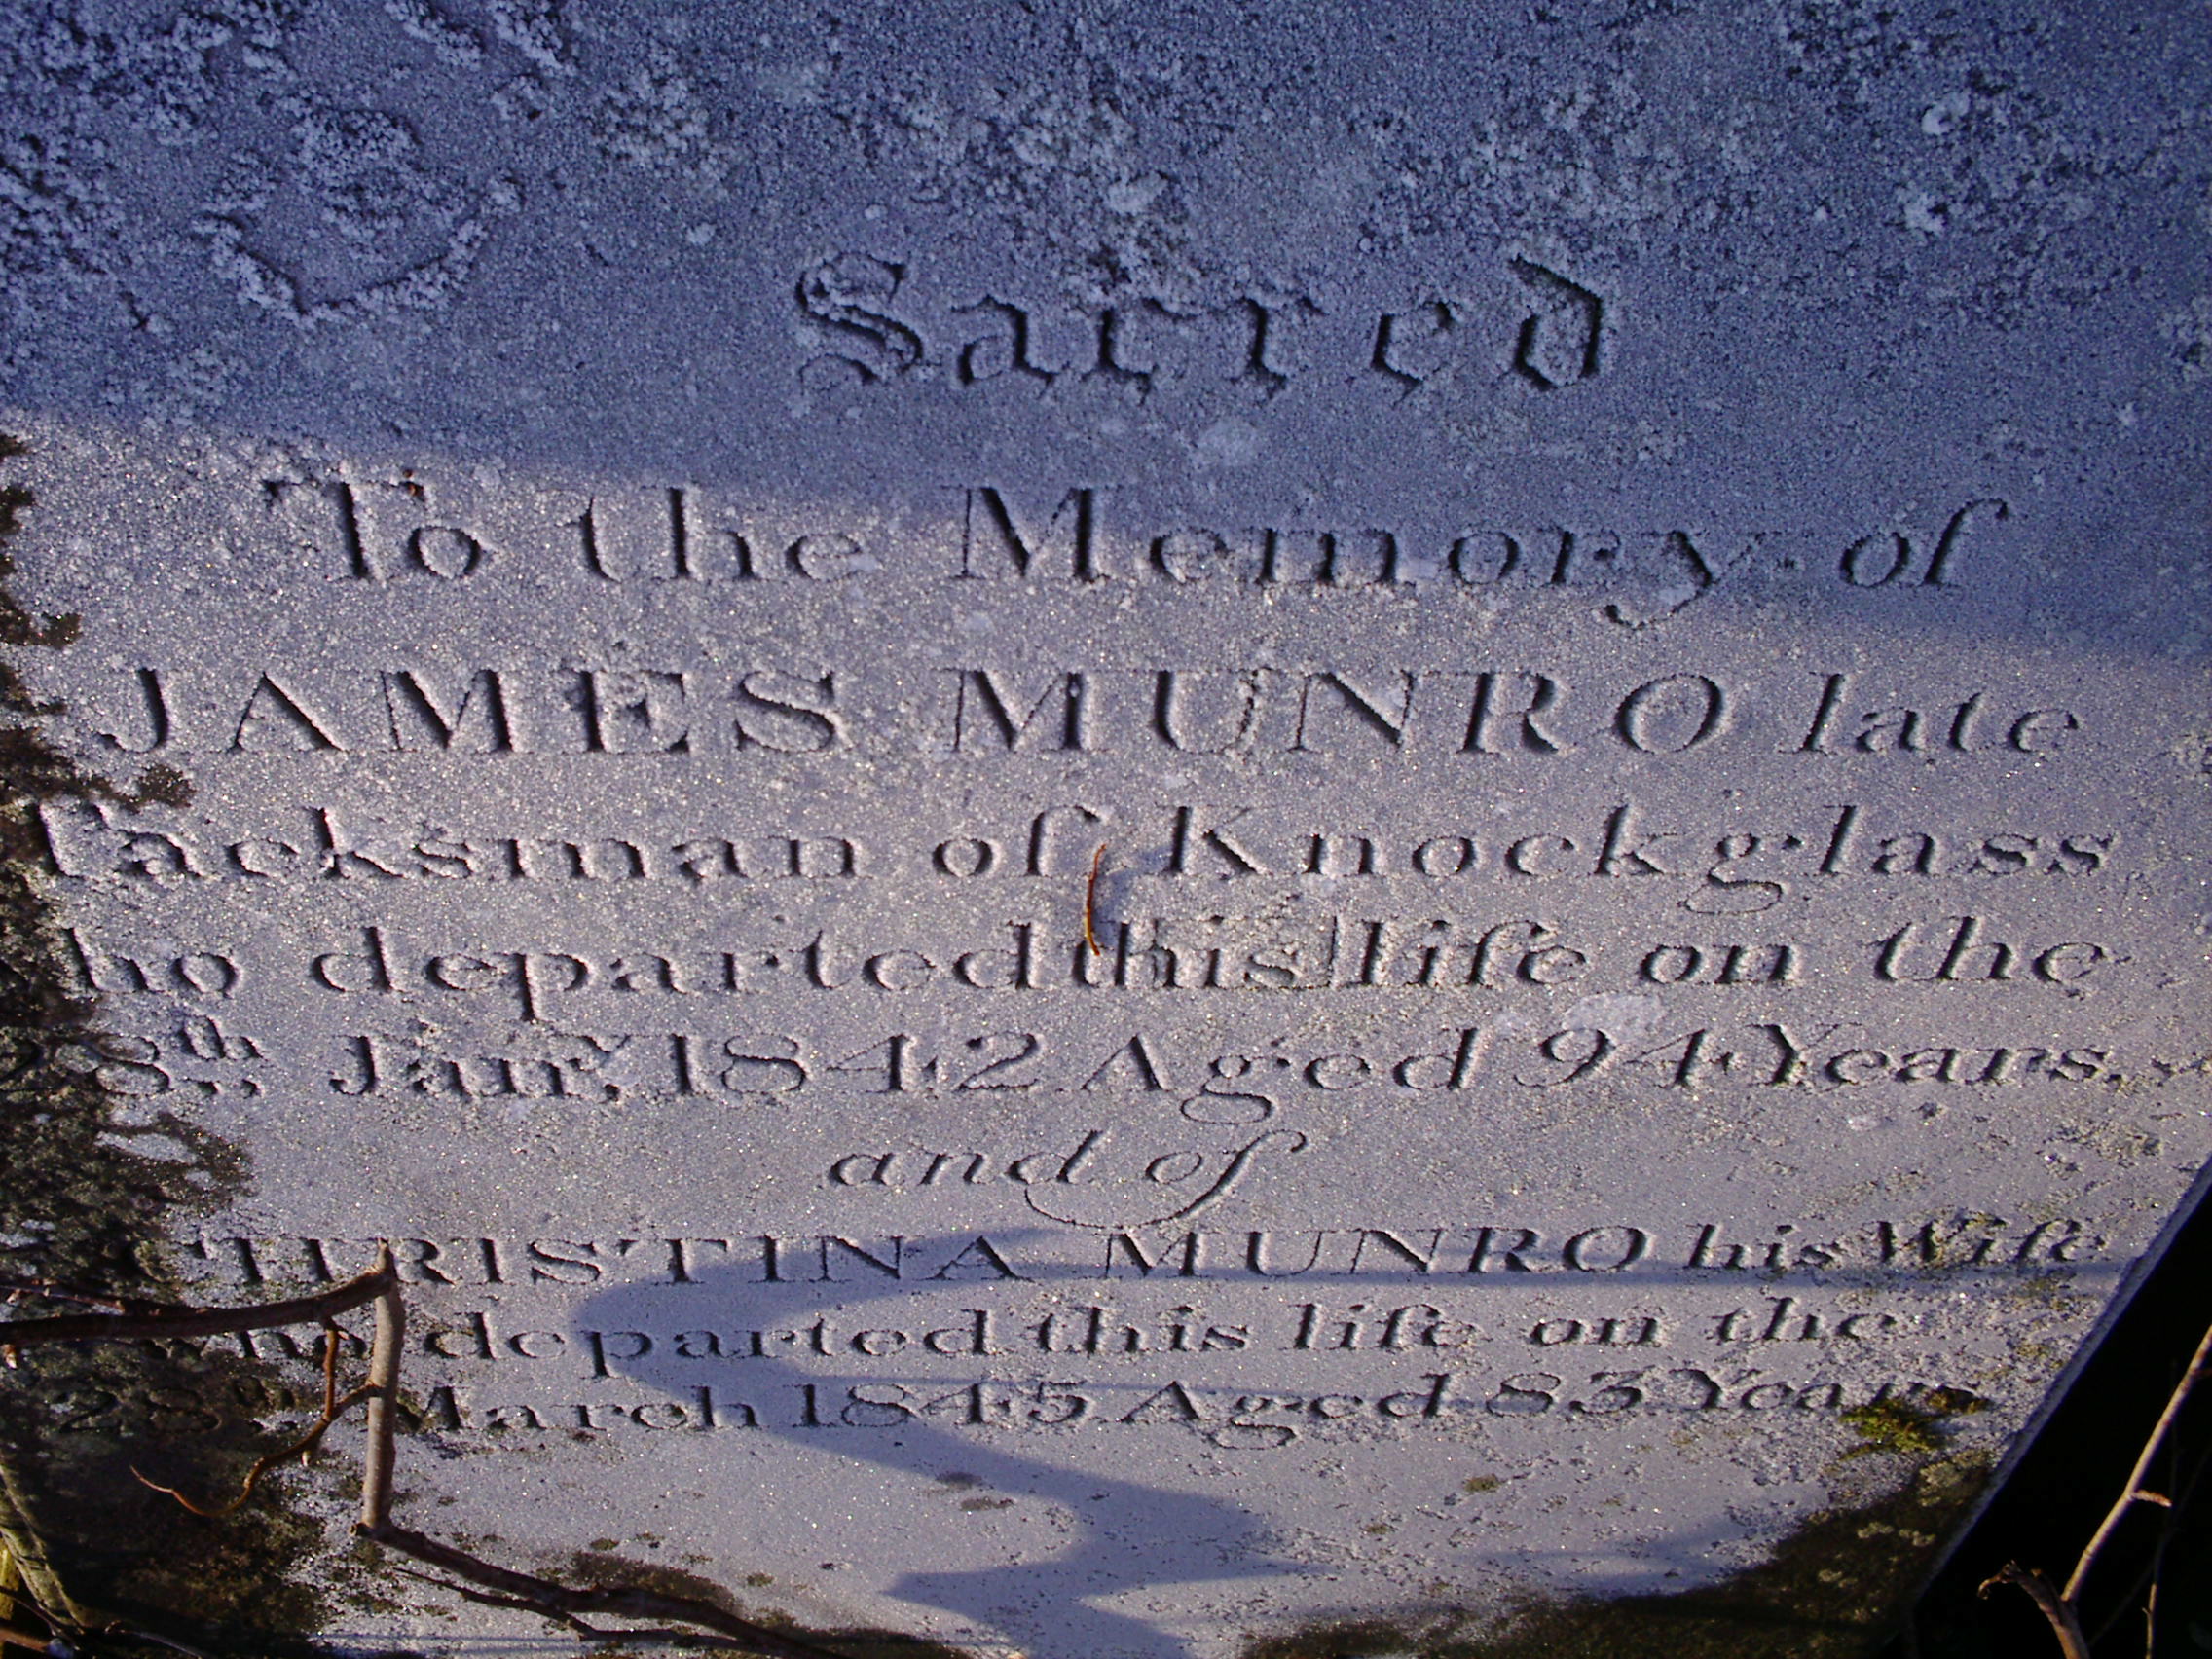 Sacred
To the Memory of
JAMES MUNRO late
Tacksman of Knockglass
who departed this life on the
8th Jany, 1842 Aged 94 Years.
and of
CHRISTINA MUNRO his Wife
who departed this life on the
March 1845 Aged 83 Years